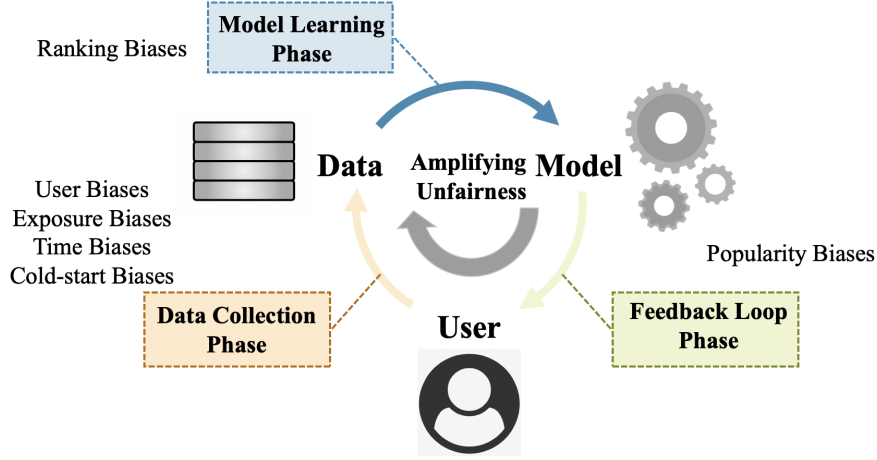 Model Learning
Phase
Ranking Biases
Data
Amplifying
Unfairness
Model
User Biases
Exposure Biases
Time Biases
Cold-start Biases
Popularity Biases
Data Collection
Phase
User
Feedback Loop
Phase